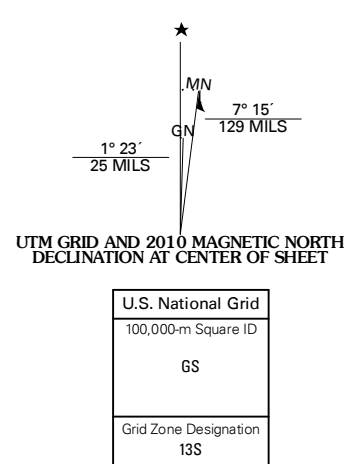 ★
MN
7° 15´
129 MILS
GN
1° 23´
25 MILS
UTM GRID AND 2010 MAGNETIC NORTH
DECLINATION AT CENTER OF SHEET
U.S. National Grid
100,000-m Square ID
GS
Grid Zone Designation
13S